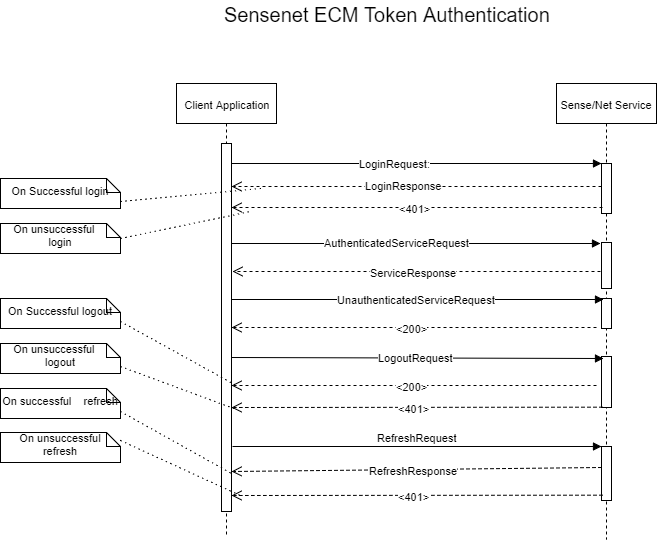 Sensenet ECM Token Authentication
Client Application
Sense/Net Service
LoginRequest:
On Successful login
LoginResponse
<401>
On unsuccessful
login
AuthenticatedServiceRequest
ServiceResponse
UnauthenticatedServiceRequest
On Successful logout
<200>
On unsuccessful
logout
LogoutRequest
<200>
On successful refresh
<401>
On unsuccessful
refresh
RefreshRequest
RefreshResponse
<401>